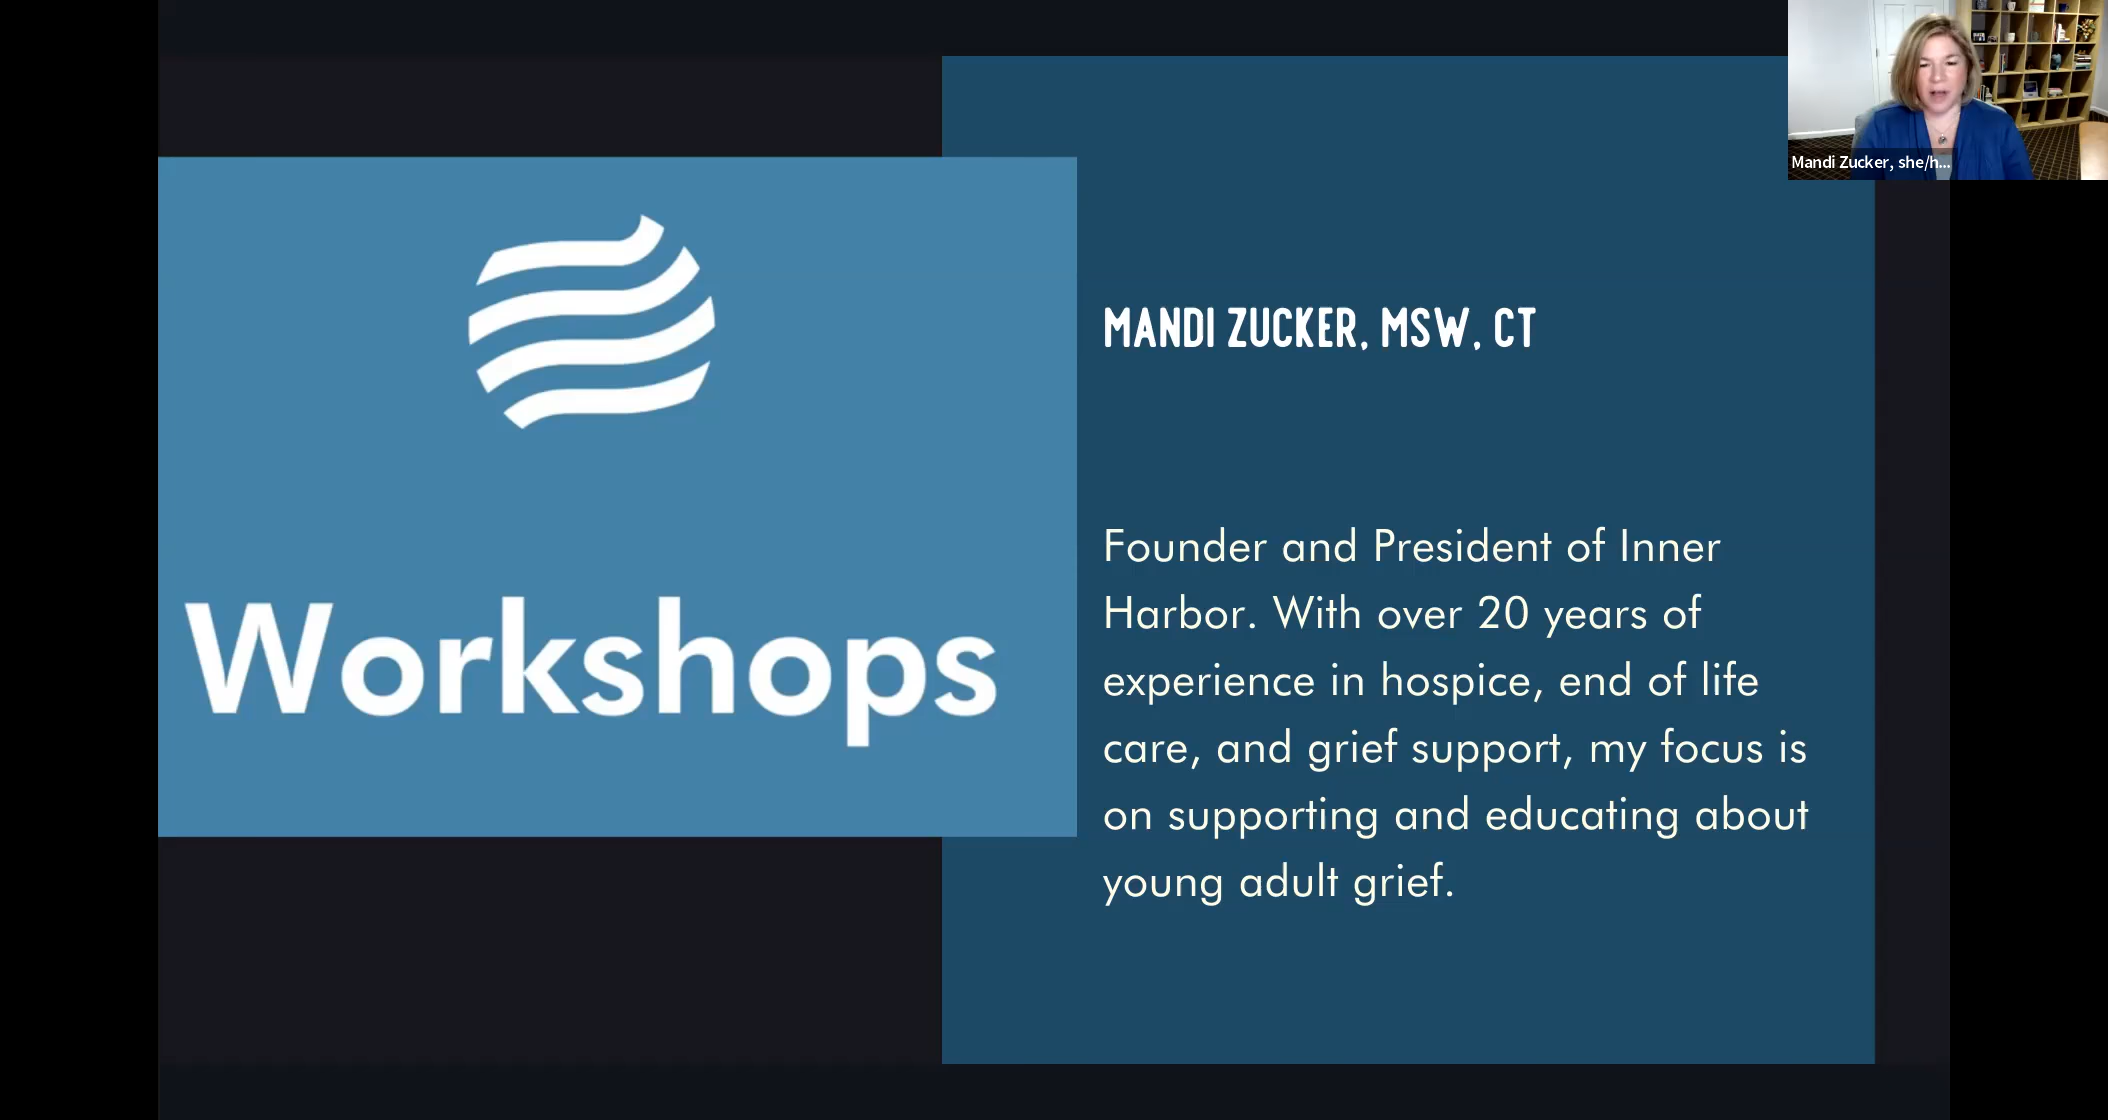 Workshops
MANDI ZUCKER, MSW, CT
Founder and President of Inner
Harbor. With over 20 years of
experience in hospice, end of life
care, and grief support, my focus is
on supporting and educating about
young adult grief.
Mandi Zucker, she/h...